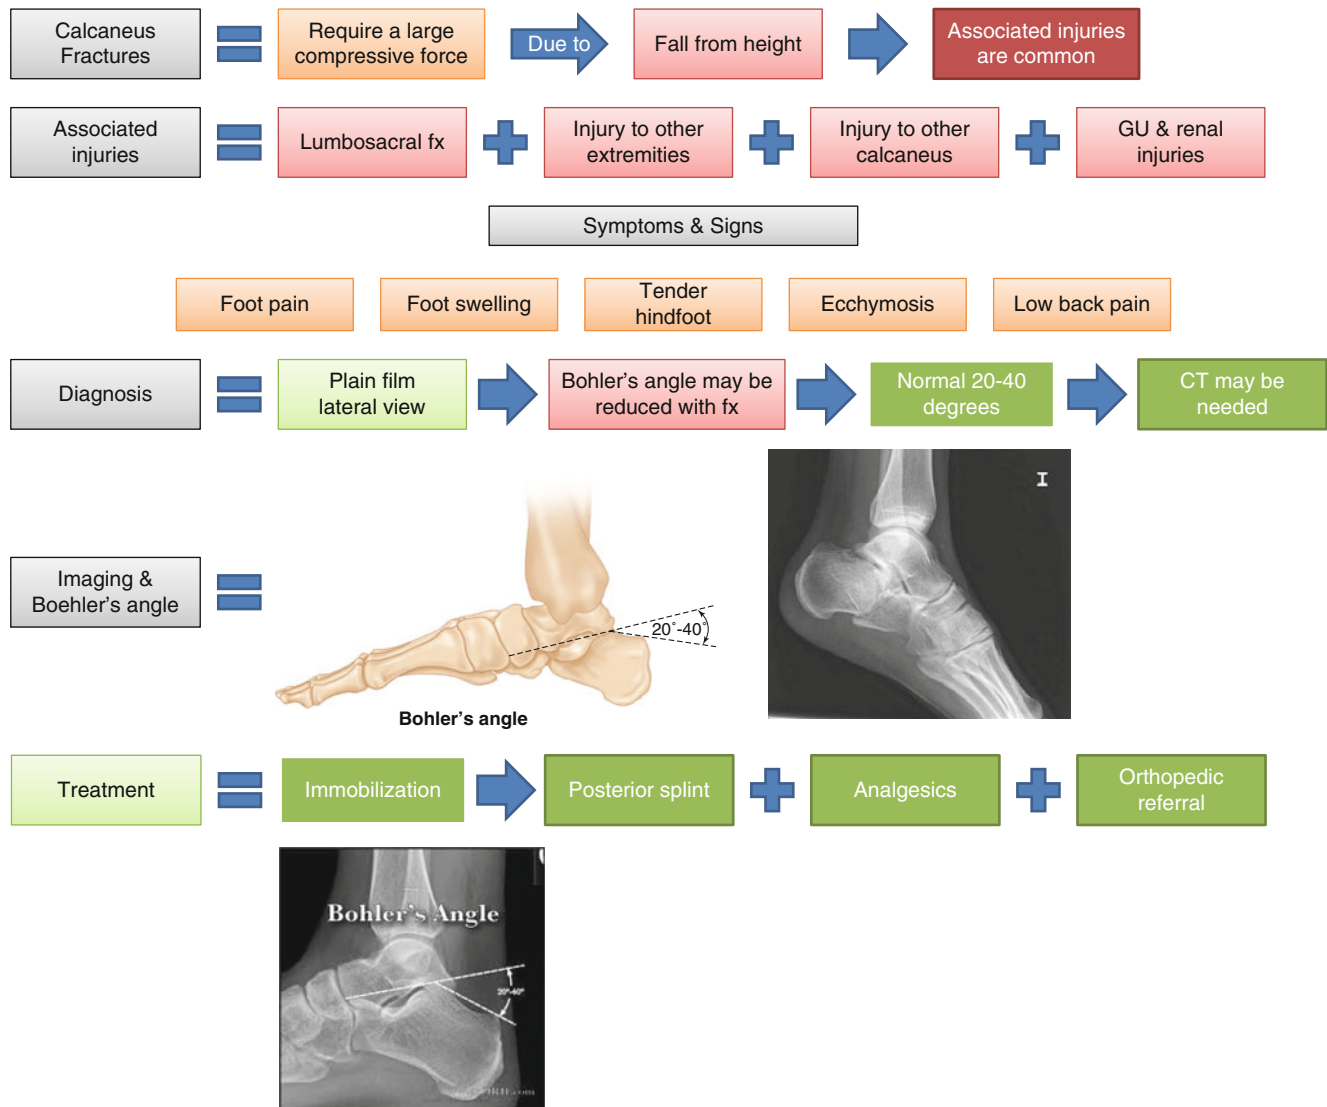 Calcaneus
Fractures
Require a large
compressive force
Due to
Fall from height
Associated injuries
are common
Associated
injuries
Lumbosacral fx
Injury to other
extremities
Injury to other
calcaneus
GU & renal
injuries
Symptoms & Signs
Foot pain
Foot swelling
Tender
hindfoot
Ecchymosis
Low back pain
Diagnosis
Plain film
lateral view
Bohler's angle may be
reduced with fx
Normal 20-40
degrees
CT may be
needed
I
Imaging &
Boehler's angle
20˚-40˚
Bohler's angle
Treatment
Immobilization
Posterior splint
Analgesics
Orthopedic
referral
Bohler's Angle
20°-40°